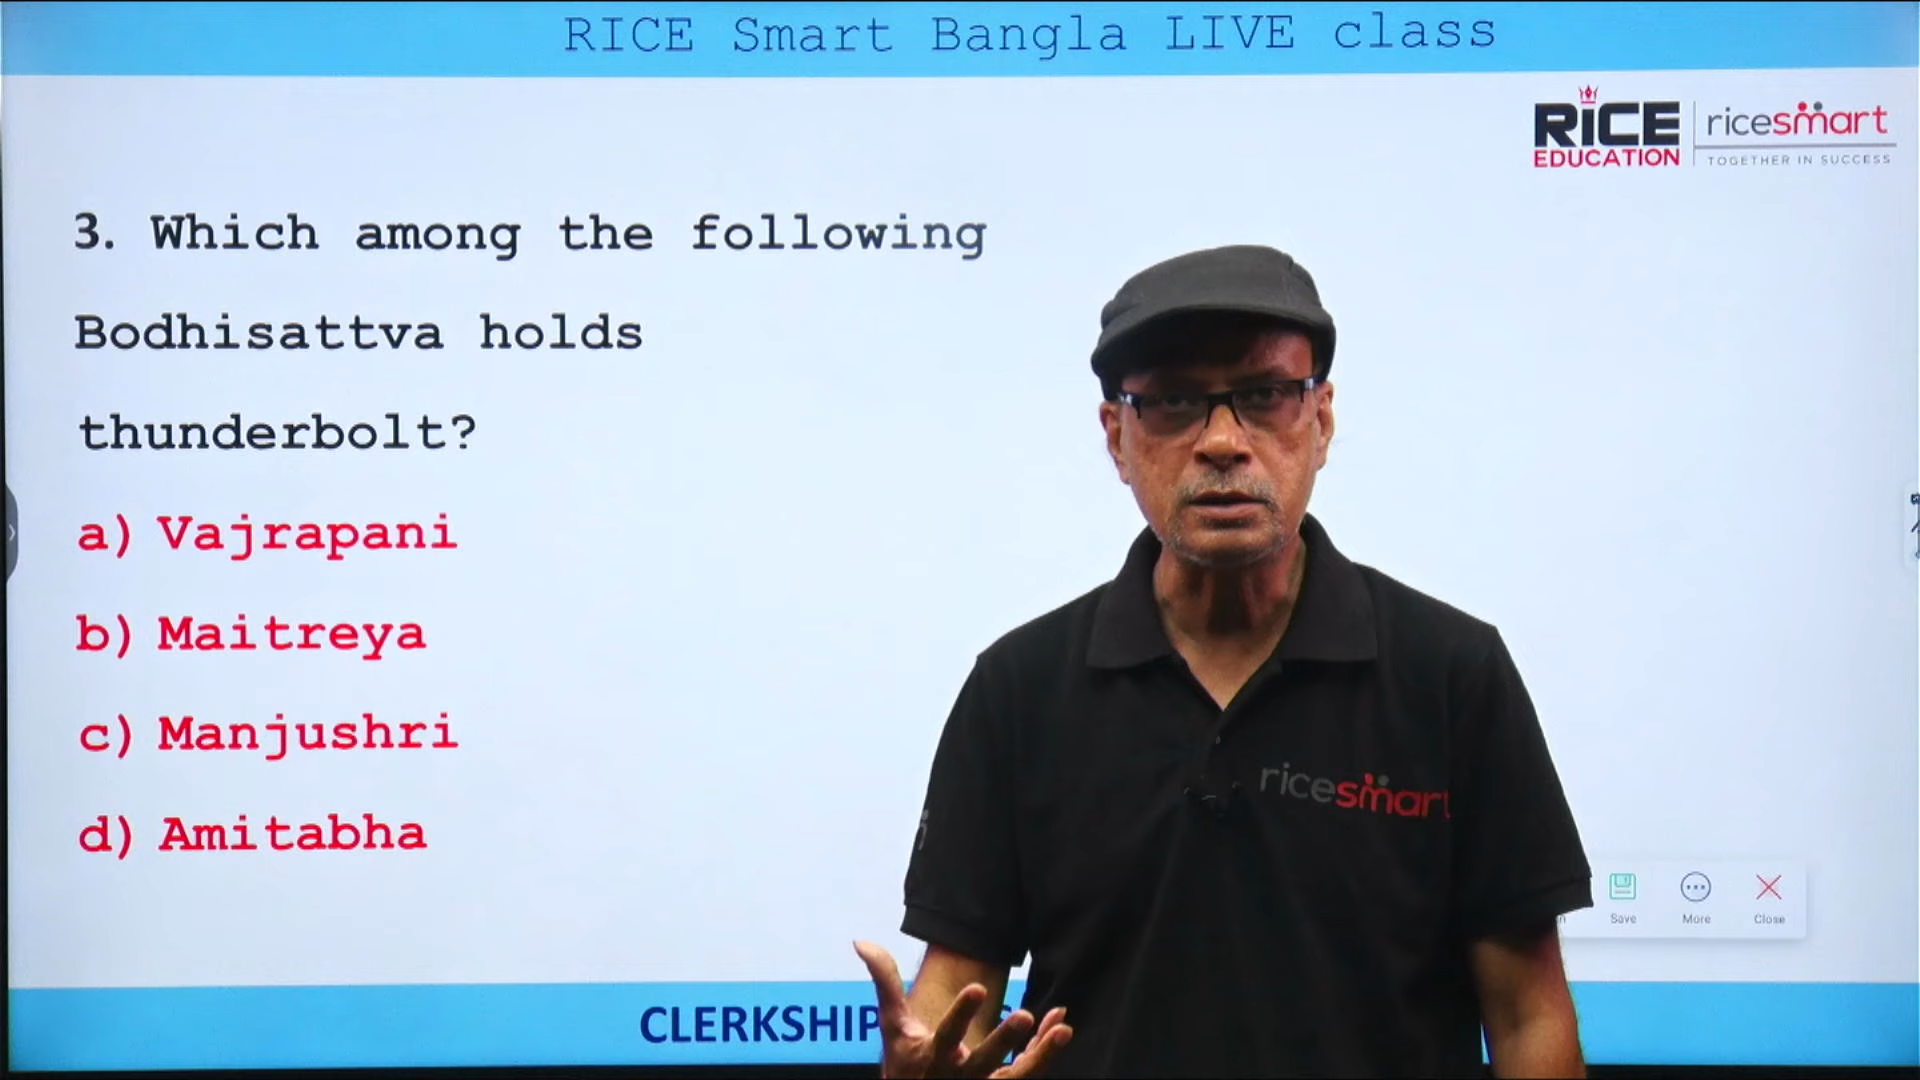 RICE Smart Bangla LIVE class
RICE
EDUCATION
ricesmart
TOGETHER IN SUCCESS
3. Which among the following
Bodhisattva holds
thunderbolt?
a) Vajrapani
b) Maitreya
c) Manjushri
d) Amitabha
ricesmart
Save
More
Close
CLERKSHIP